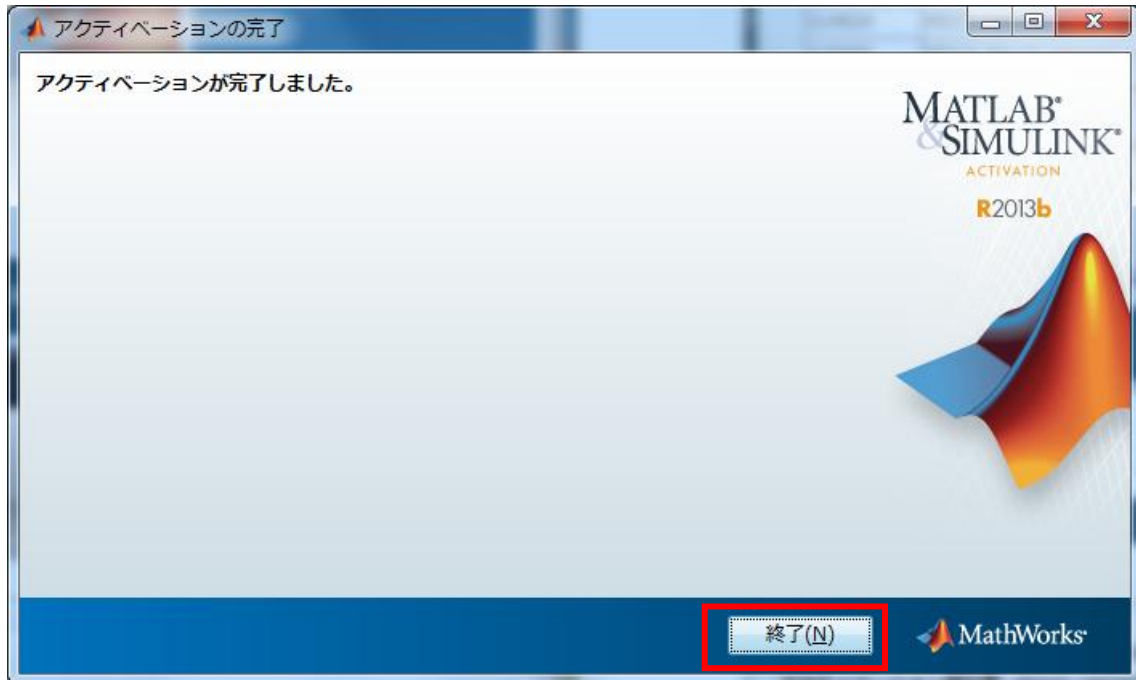 アクティベーションの完了
アクティベーションが完了しました。
MATLAB®
&SIMULINK®
ACTIVATION
R2013b
終了(N)
MathWorks®